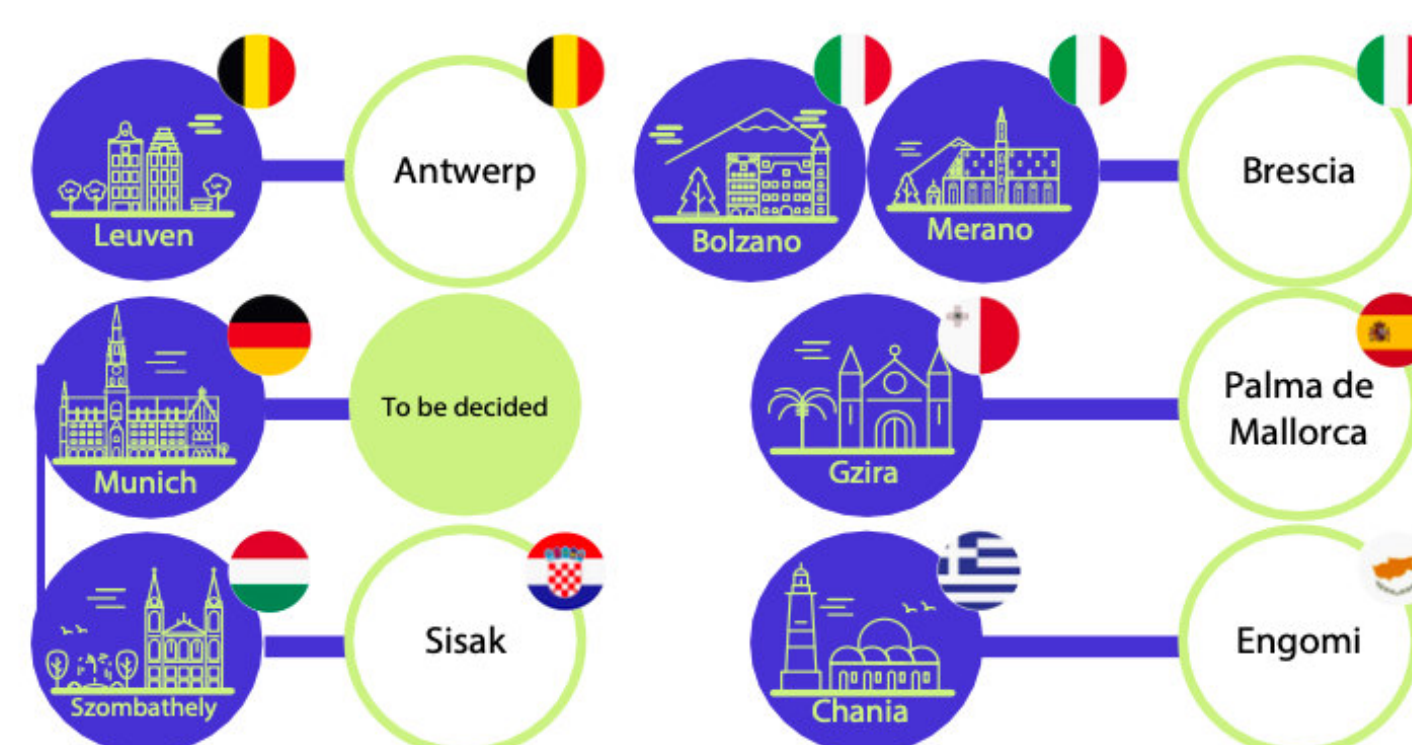 Leuven
Antwerp
Bolzano
Merano
Brescia
Munich
To be decided
Gzira
Palma de
Mallorca
Szombathely
Sisak
Chania
Engomi